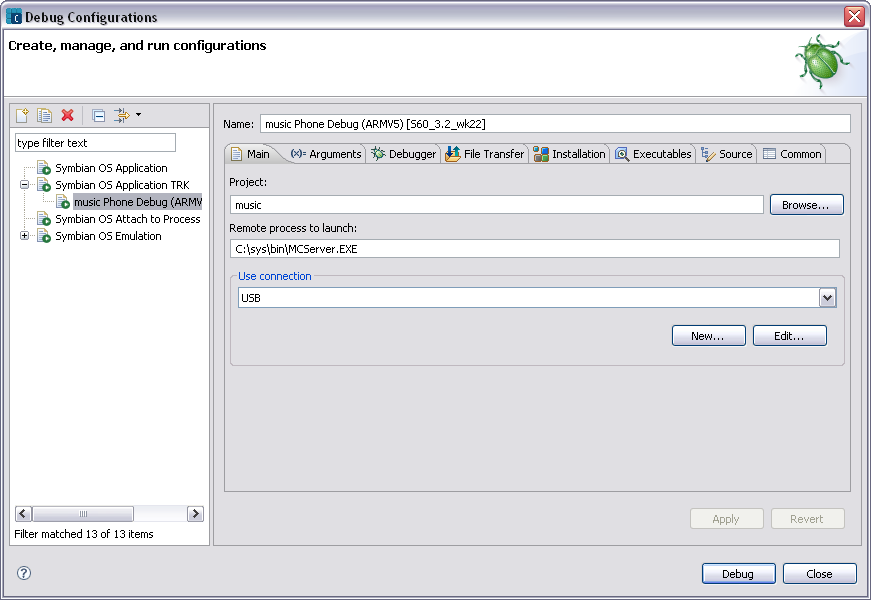 Debug Configurations
Create, manage, and run configurations
type filter text
Symbian OS Application
Symbian OS Application TRK
music Phone Debug (ARMV
Symbian OS Attach to Process
Symbian OS Emulation
Filter matched 13 of 13 items
Name: music Phone Debug (ARMV5) [S60_3.2_wk22]
Main (x)= Arguments Debugger File Transfer Installation Executables Source Common
Project:
music Browse...
Remote process to launch:
C:\sys\bin\MCServer.EXE
Use connection
USB
New... Edit...
Apply Revert
? Debug Close